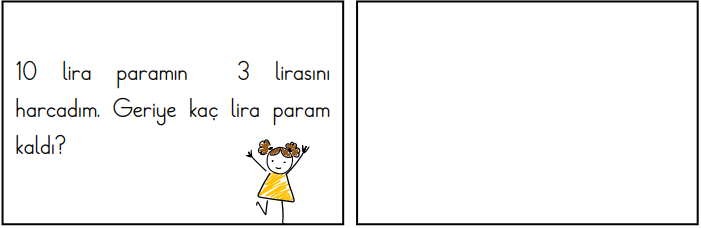 10 lira paramın 3 lirasını
harcadım. Geriye kaç lira param
kaldı?